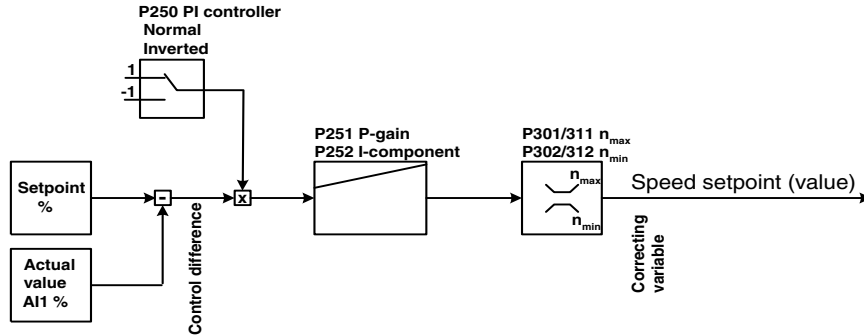 P250 PI controller
Normal
Inverted
1
-1
P251 P-gain
P252 I-component
P301/311 nmax
P302/312 nmin
Setpoint
%
-
x
nmax
nmin
Speed setpoint (value)
Control difference
Correcting
variable
Actual
value
AI1 %